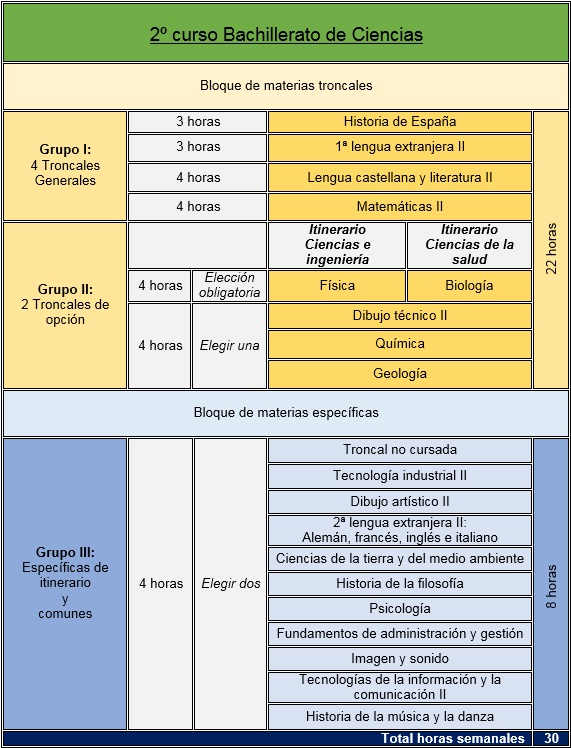 2º curso Bachillerato de Ciencias
Bloque de materias troncales
Grupo I:
4 Troncales
Generales
3 horas
Historia de España
3 horas
1ª lengua extranjera II
4 horas
Lengua castellana y literatura II
4 horas
Matemáticas II
22 horas
Grupo II:
2 Troncales de
opción
Itinerario
Ciencias e
ingeniería
Itinerario
Ciencias de la
salud
4 horas
Elección
obligatoria
Física
Biología
4 horas
Elegir una
Dibujo técnico II
Química
Geología
Bloque de materias específicas
Grupo III:
Específicas de
itinerario
y
comunes
4 horas
Elegir dos
Troncal no cursada
Tecnología industrial II
Dibujo artístico II
2ª lengua extranjera II:
Alemán, francés, inglés e italiano
Ciencias de la tierra y del medio ambiente
Historia de la filosofía
Psicología
Fundamentos de administración y gestión
Imagen y sonido
Tecnologías de la información y la
comunicación II
Historia de la música y la danza
8 horas
Total horas semanales 30